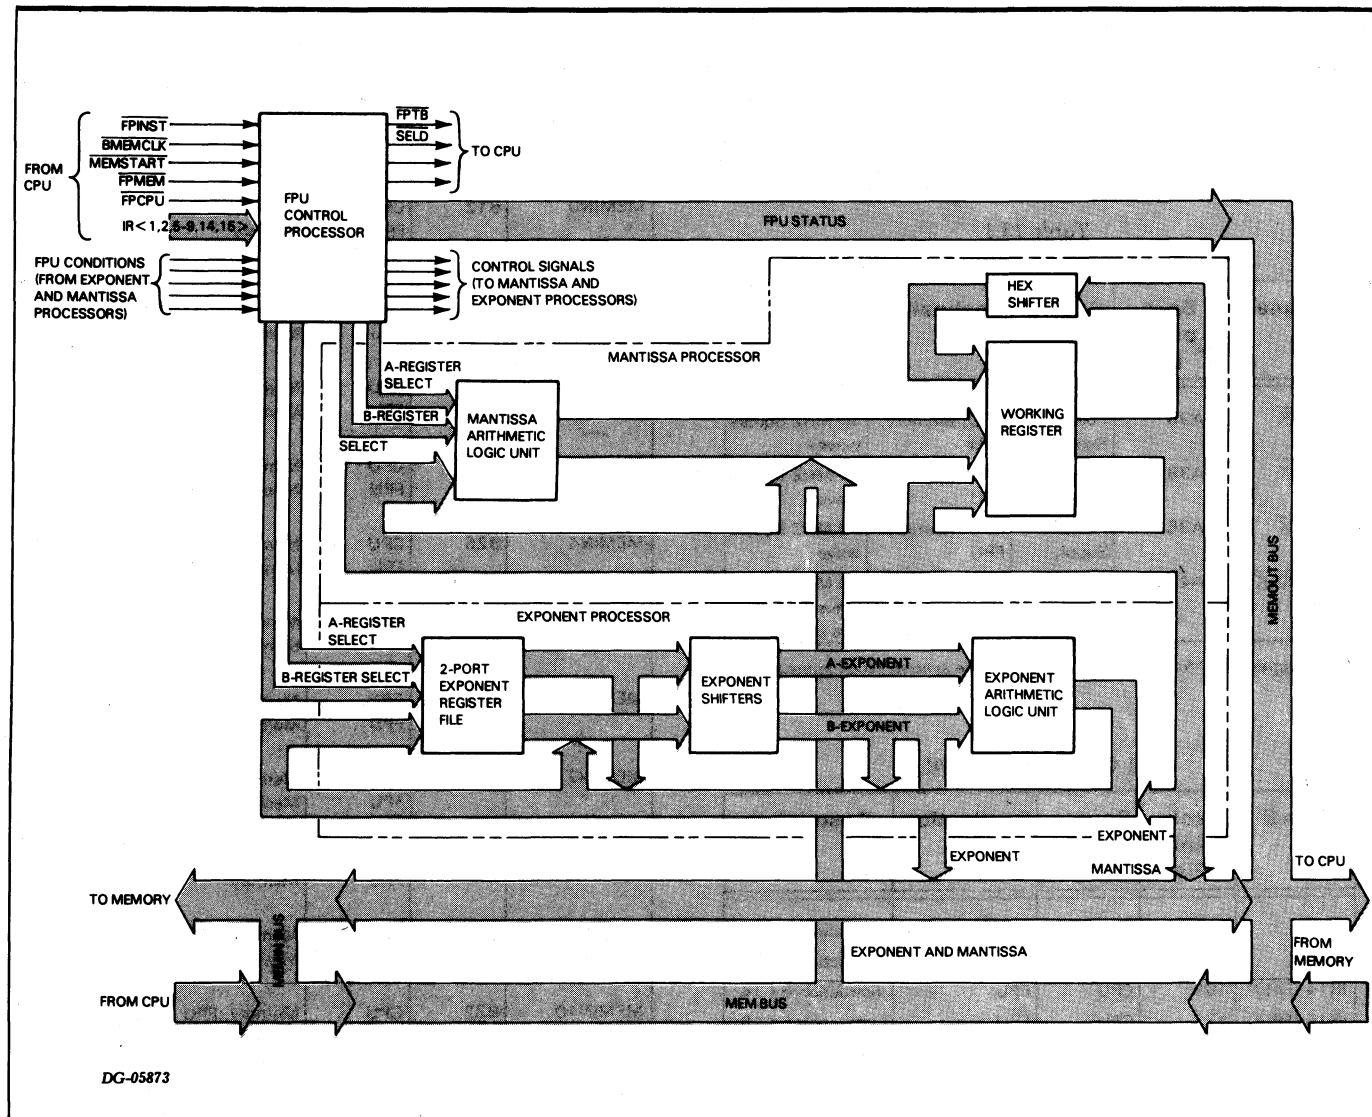 FPINST
BMEMCLK
MEMSTART
FPMEM
FPCPU
IR< 1,2,5-9,14,15>
FROM
CPU
FPU CONDITIONS
(FROM EXPONENT
AND MANTISSA
PROCESSORS)
FPU
CONTROL
PROCESSOR
FPTB
SELD
TO CPU
FPU STATUS
CONTROL SIGNALS
(TO MANTISSA AND
EXPONENT PROCESSORS)
HEX
SHIFTER
MANTISSA PROCESSOR
A-REGISTER
SELECT
B-REGISTER
SELECT
MANTISSA
ARITHMETIC
LOGIC UNIT
WORKING
REGISTER
MEMOUT BUS
EXPONENT PROCESSOR
A-REGISTER
SELECT
B-REGISTER SELECT
2-PORT
EXPONENT
REGISTER
FILE
EXPONENT
SHIFTERS
A-EXPONENT
B-EXPONENT
EXPONENT
ARITHMETIC
LOGIC UNIT
EXPONENT
EXPONENT
MANTISSA
TO CPU
TO MEMORY
MEMIN BUS
EXPONENT AND MANTISSA
FROM
MEMORY
FROM CPU
MEM BUS
DG-05873